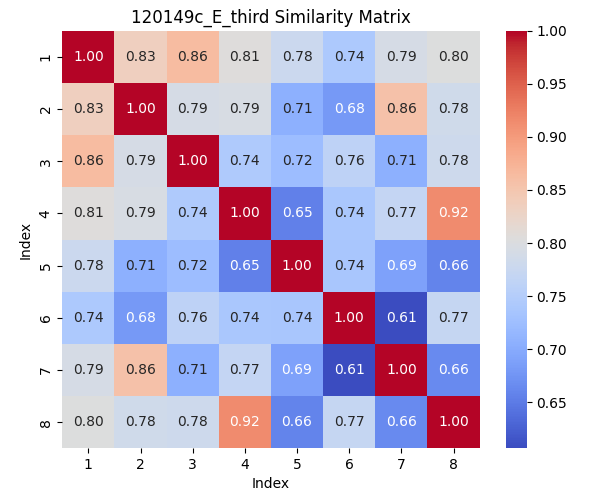 120149c_E_third Similarity Matrix
1 1.00 0.83 0.86 0.81 0.78 0.74 0.79 0.80
2 0.83 1.00 0.79 0.79 0.71 0.68 0.86 0.78
3 0.86 0.79 1.00 0.74 0.72 0.76 0.71 0.78
4 0.81 0.79 0.74 1.00 0.65 0.74 0.77 0.92
5 0.78 0.71 0.72 0.65 1.00 0.74 0.69 0.66
6 0.74 0.68 0.76 0.74 0.74 1.00 0.61 0.77
7 0.79 0.86 0.71 0.77 0.69 0.61 1.00 0.66
8 0.80 0.78 0.78 0.92 0.66 0.77 0.66 1.00
1 2 3 4 5 6 7 8
Index
Index
1.00
0.95
0.90
0.85
0.80
0.75
0.70
0.65